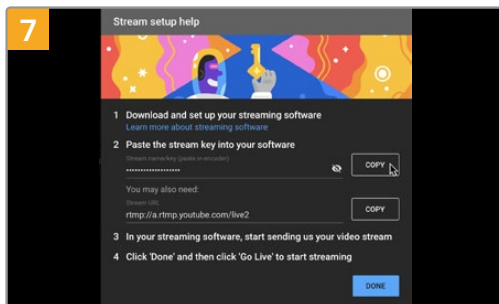 7
Stream setup help
1 Download and set up your streaming software
Learn more about streaming software
2 Paste the stream key into your software
Stream name/key (paste in encoder)
••••••••••••••••••• COPY
You may also need:
Stream URL
rtmp://a.rtmp.youtube.com/live2 COPY
3 In your streaming software, start sending us your video stream
4 Click 'Done' and then click 'Go Live' to start streaming
DONE